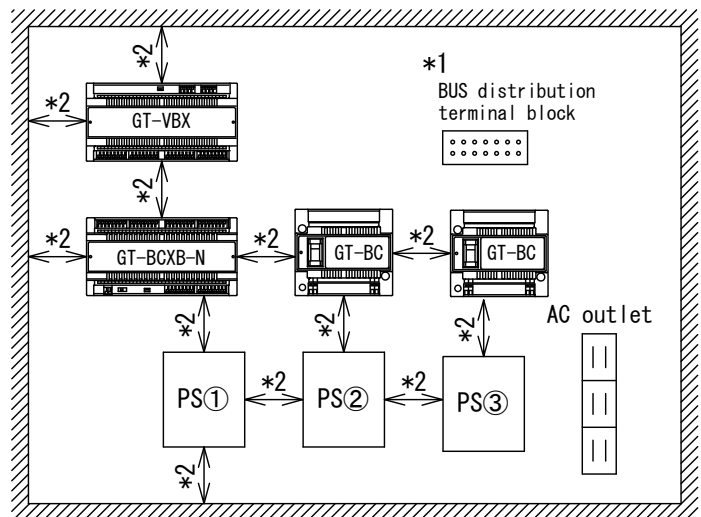 *2
*1
BUS distribution
terminal block
*2
GT-VBX
*2
*2
GT-BCXB-N
*2
GT-BC
*2
GT-BC
*2
*2
*2
AC outlet
PS①
*2
PS②
*2
PS③
*2